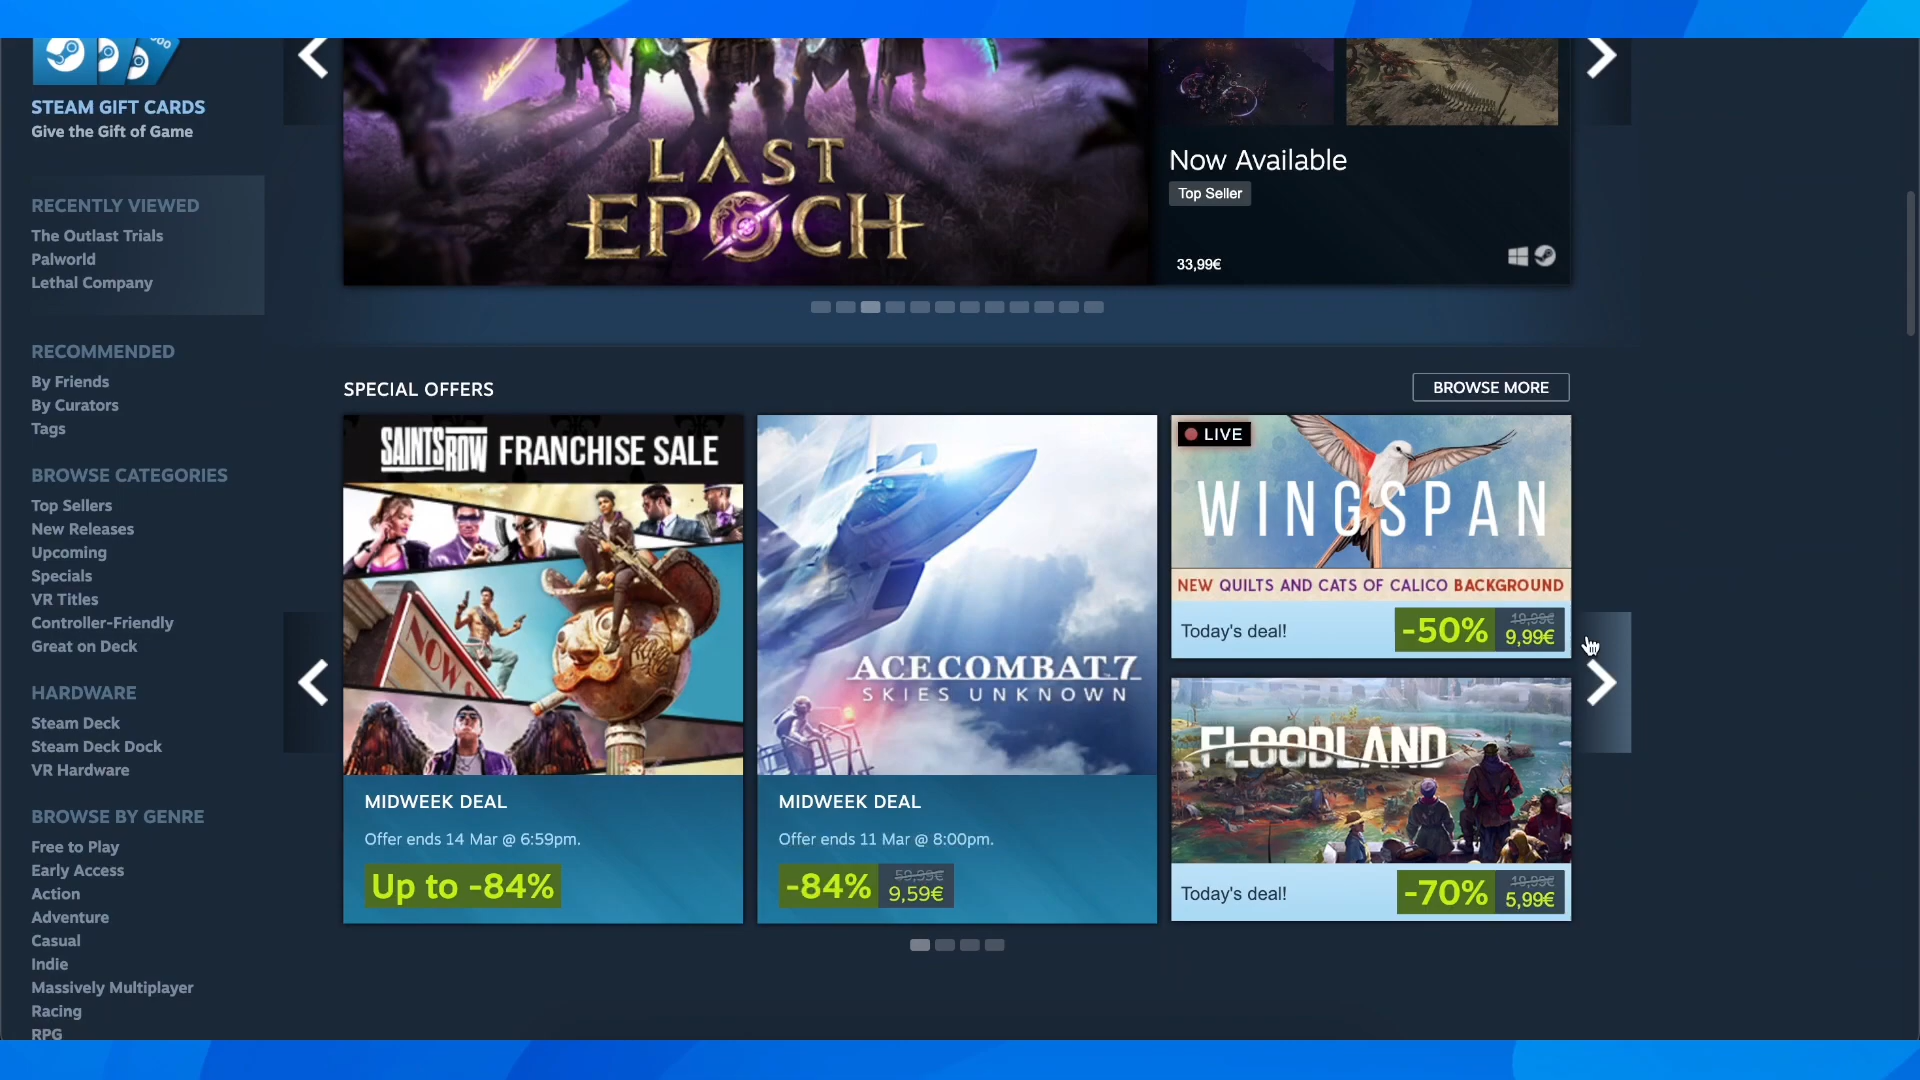 STEAM GIFT CARDS
Give the Gift of Game
RECENTLY VIEWED
The Outlast Trials
Palworld
Lethal Company
RECOMMENDED
By Friends
By Curators
Tags
BROWSE CATEGORIES
Top Sellers
New Releases
Upcoming
Specials
VR Titles
Controller-Friendly
Great on Deck
HARDWARE
Steam Deck
Steam Deck Dock
VR Hardware
BROWSE BY GENRE
Free to Play
Early Access
Action
Adventure
Casual
Indie
Massively Multiplayer
Racing
RPG
LAST
EPOCH
Now Available
Top Seller
33,99€
SPECIAL OFFERS
BROWSE MORE
SAINTS ROW FRANCHISE SALE
NOW
MIDWEEK DEAL
Offer ends 14 Mar @ 6:59pm.
Up to -84%
ACE COMBAT 7
SKIES UNKNOWN
MIDWEEK DEAL
Offer ends 11 Mar @ 8:00pm.
-84%
59,99€
9,59€
LIVE
WINGSPAN
NEW QUILTS AND CATS OF CALICO BACKGROUND
Today's deal!
-50%
19,99€
9,99€
FLOODLAND
Today's deal!
-70%
19,99€
5,99€